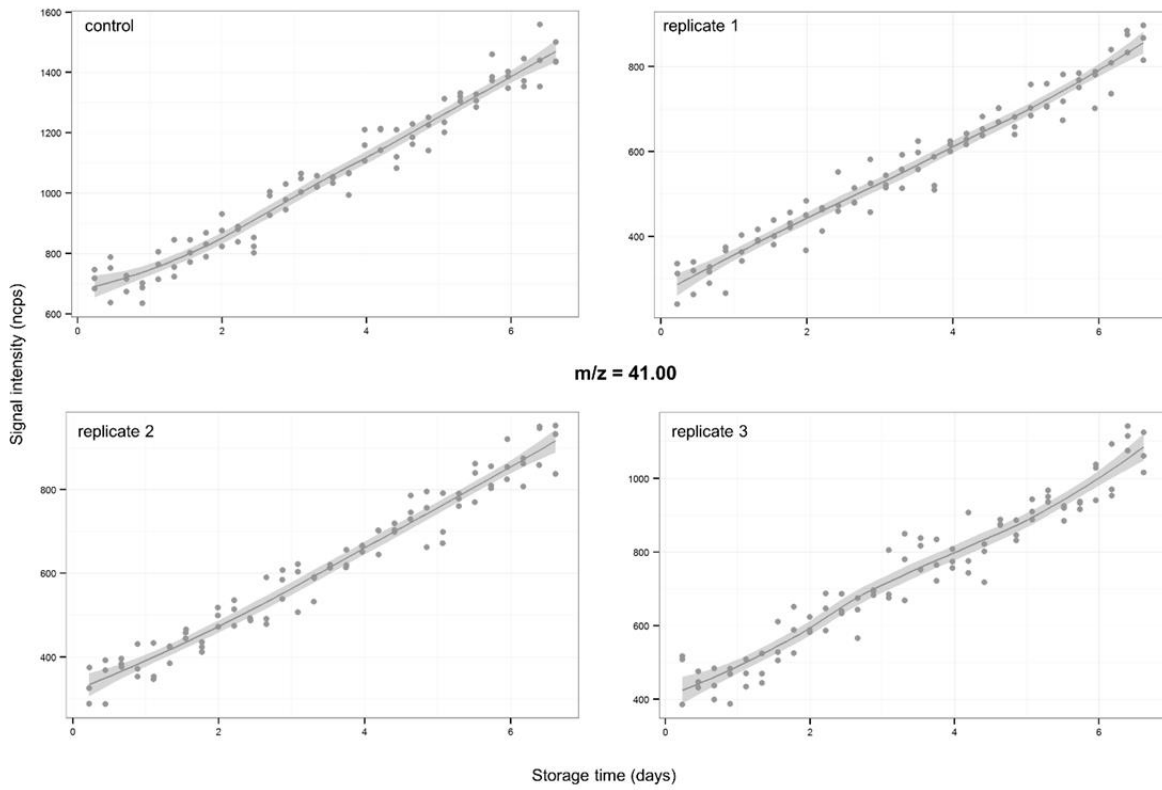 control
1600
1400
1200
1000
800
600
0 2 4 6
replicate 1
800
600
400
0 2 4 6
Signal intensity (ncps)
m/z = 41.00
replicate 2
800
600
400
0 2 4 6
replicate 3
1000
800
600
400
0 2 4 6
Storage time (days)